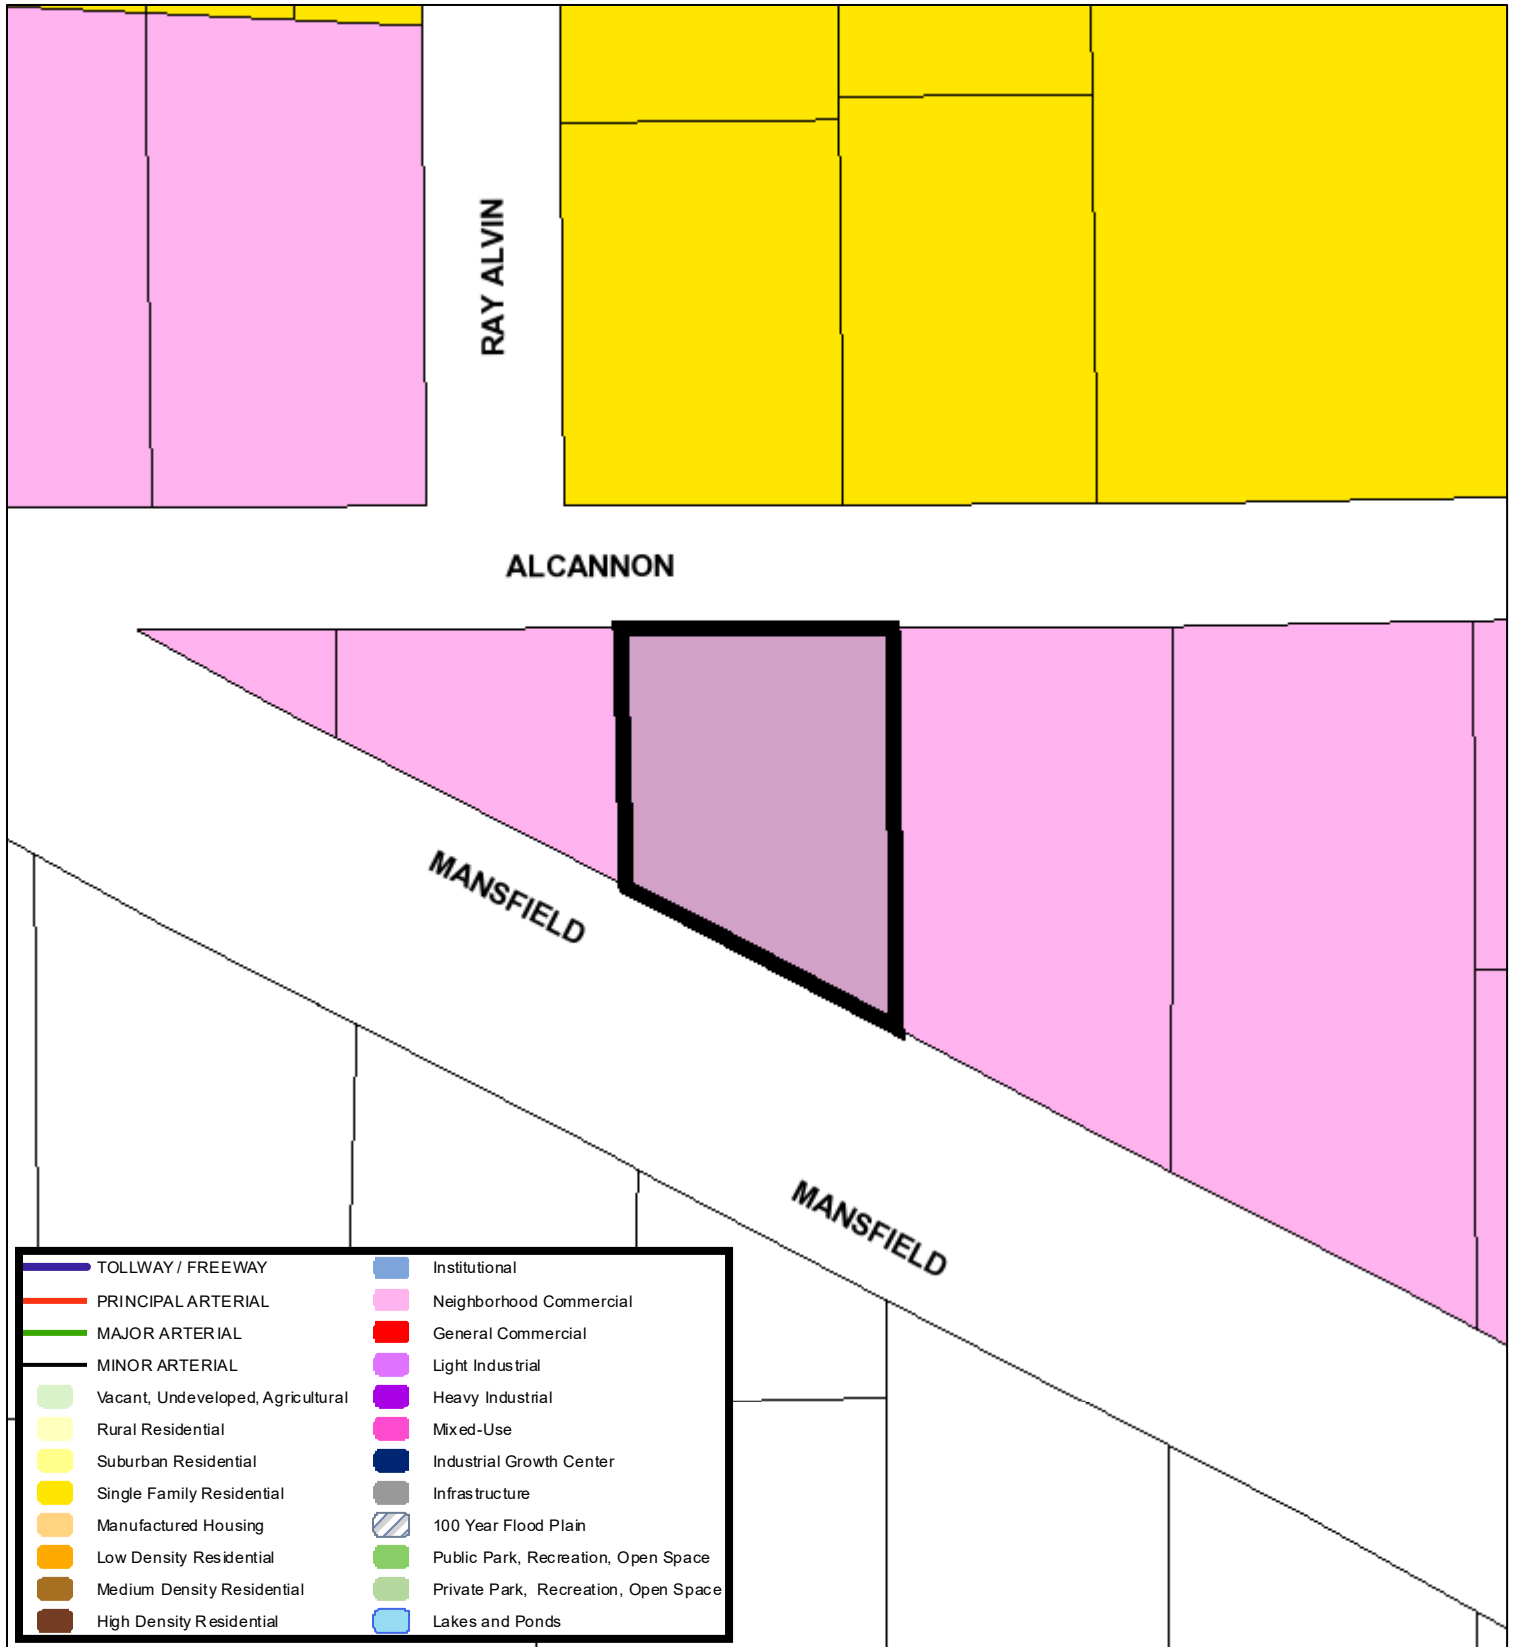 RAY ALVIN
ALCANNON
MANSFIELD
MANSFIELD
TOLLWAY / FREEWAY
PRINCIPAL ARTERIAL
MAJOR ARTERIAL
MINOR ARTERIAL
Vacant, Undeveloped, Agricultural
Rural Residential
Suburban Residential
Single Family Residential
Manufactured Housing
Low Density Residential
Medium Density Residential
High Density Residential
Institutional
Neighborhood Commercial
General Commercial
Light Industrial
Heavy Industrial
Mixed-Use
Industrial Growth Center
Infrastructure
100 Year Flood Plain
Public Park, Recreation, Open Space
Private Park, Recreation, Open Space
Lakes and Ponds